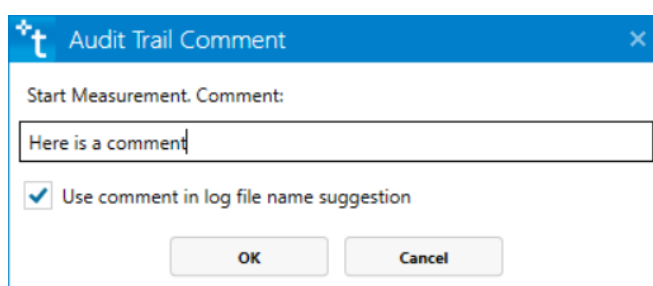 Audit Trail Comment
Start Measurement. Comment:
Here is a comment
Use comment in log file name suggestion
OK Cancel